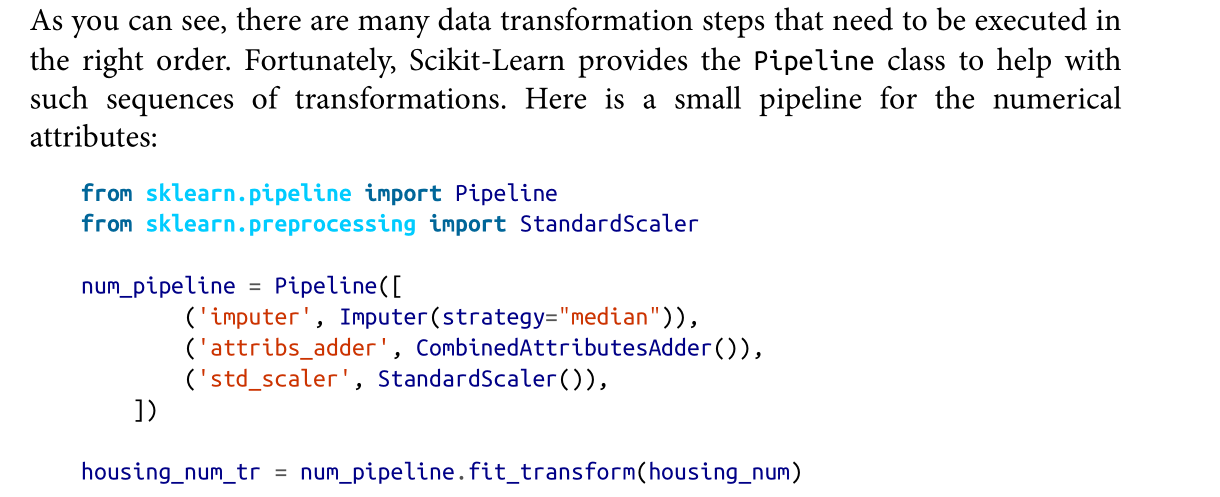 As you can see, there are many data transformation steps that need to be executed in
the right order. Fortunately, Scikit-Learn provides the Pipeline class to help with
such sequences of transformations. Here is a small pipeline for the numerical
attributes:
from sklearn.pipeline import Pipeline
from sklearn.preprocessing import StandardScaler
num_pipeline = Pipeline([
('imputer', Imputer(strategy="median")),
('attribs_adder', CombinedAttributesAdder()),
('std_scaler', StandardScaler()),
])
housing_num_tr = num_pipeline.fit_transform(housing_num)